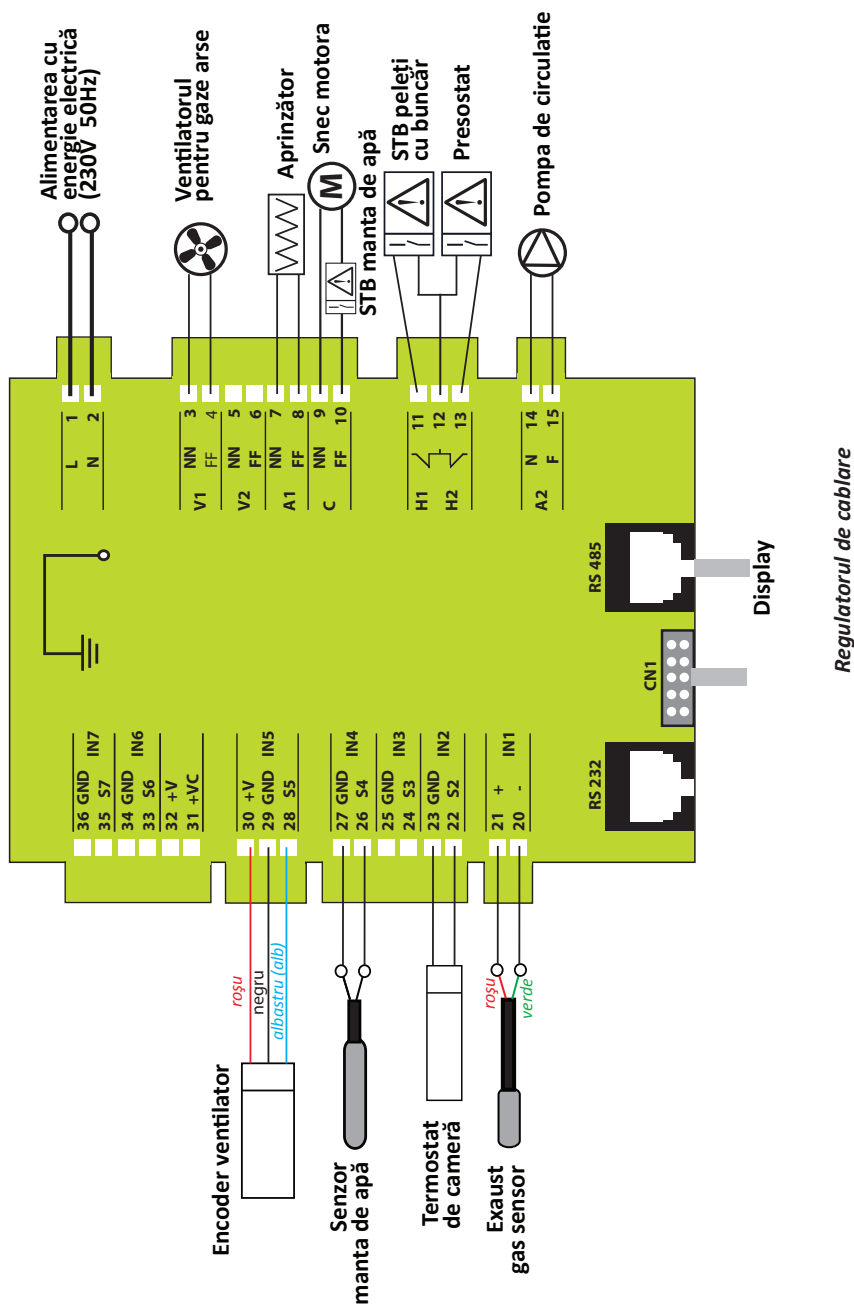 Alimentarea cu
energie electrică
(230V 50Hz)
Ventilatorul
pentru gaze arse
Aprinzător
Snec motora
M
STB manta de apă
STB peleți
cu buncăr
Presostat
Pompa de circulatie
L 1
N 2
V1 NN 3
FF 4
V2 NN 5
FF 6
A1 NN 7
FF 8
C NN 9
FF 10
H1 11
12
H2 13
A2 N 14
F 15
36 GND IN7
35 S7
34 GND IN6
33 S6
32 +V
31 +VC
30 +V
29 GND IN5
28 S5
27 GND IN4
26 S4
25 GND IN3
24 S3
23 GND IN2
22 S2
21 +
20 - IN1
roşu
negru
albastru (alb)
Encoder ventilator
Senzor
manta de apă
Termostat
de cameră
roşu
verde
Exaust
gas sensor
RS 232
CN1
RS 485
Display
Regulatorul de cablare